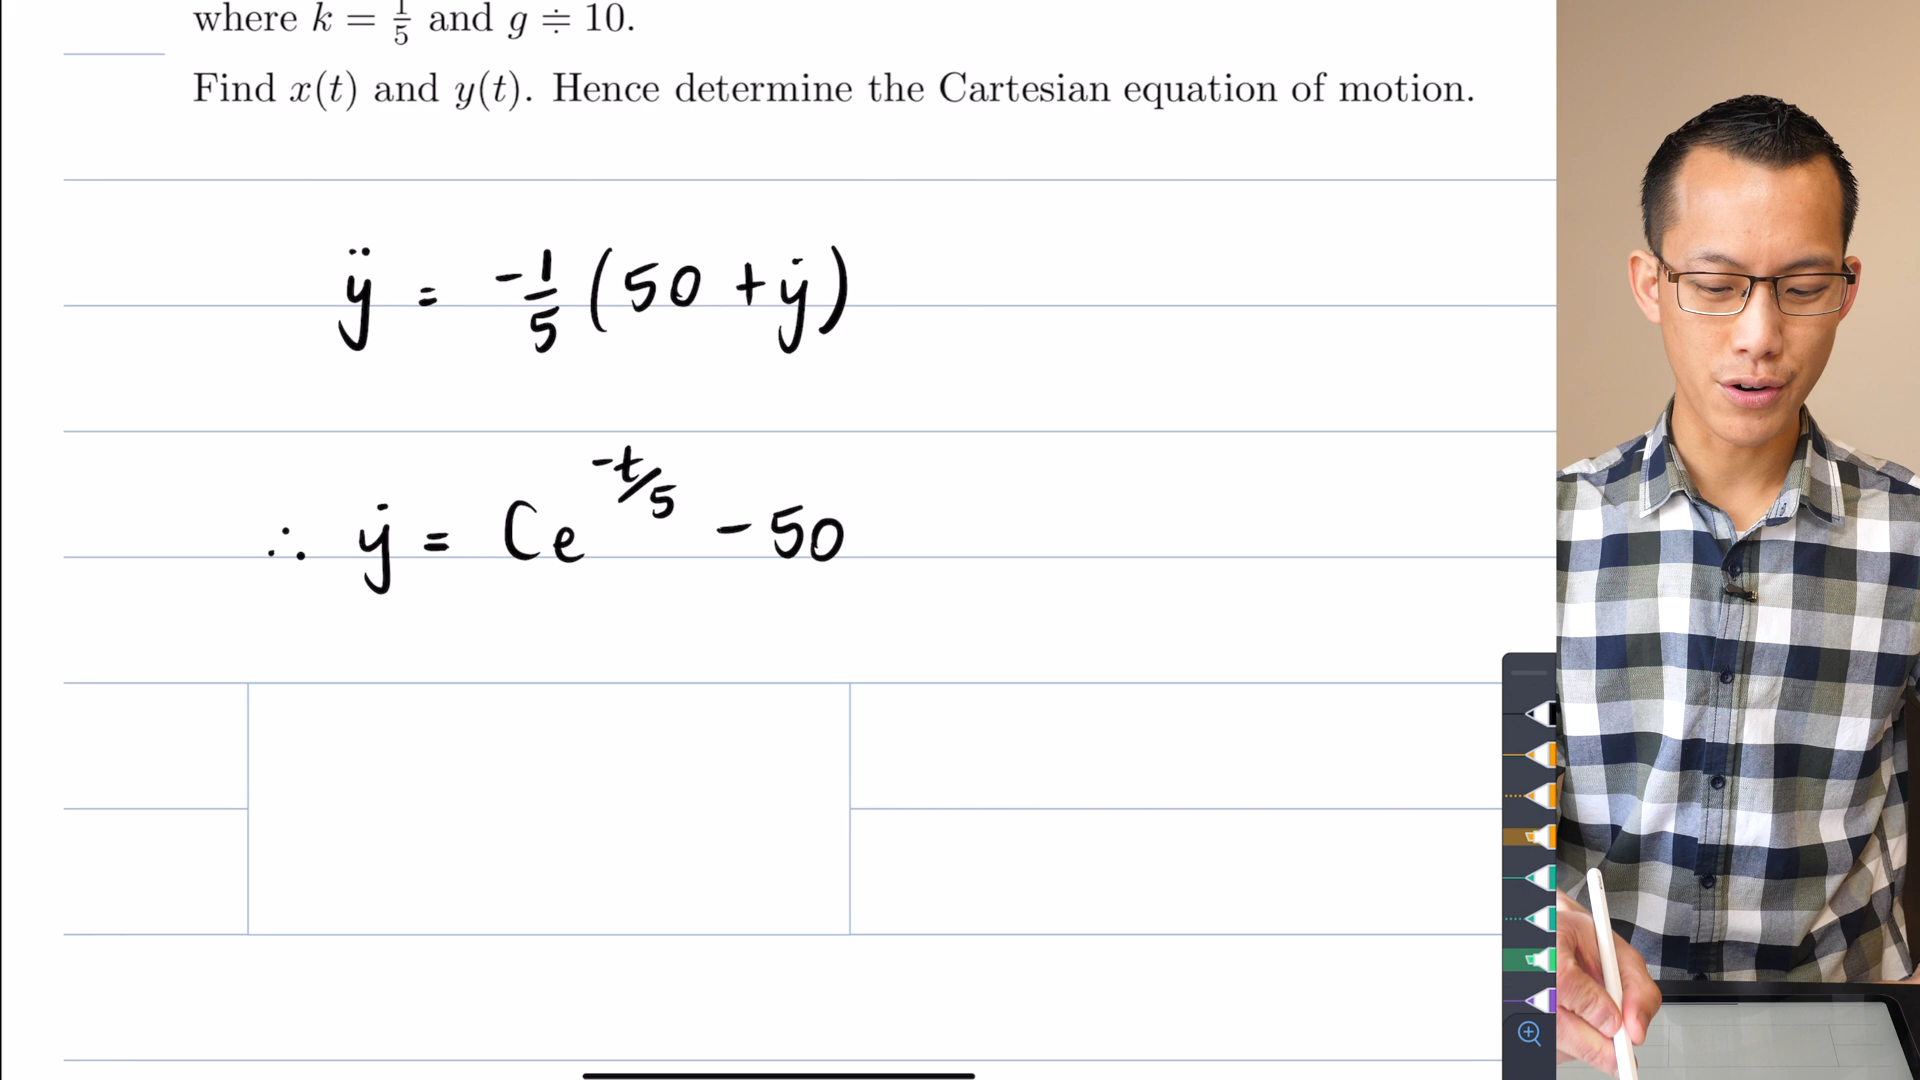 where k = 1/5 and g ≑ 10.
Find x(t) and y(t). Hence determine the Cartesian equation of motion.
ÿ = -1/5 (50 + ẏ)
∴ ẏ = Ce^(-t/5) - 50